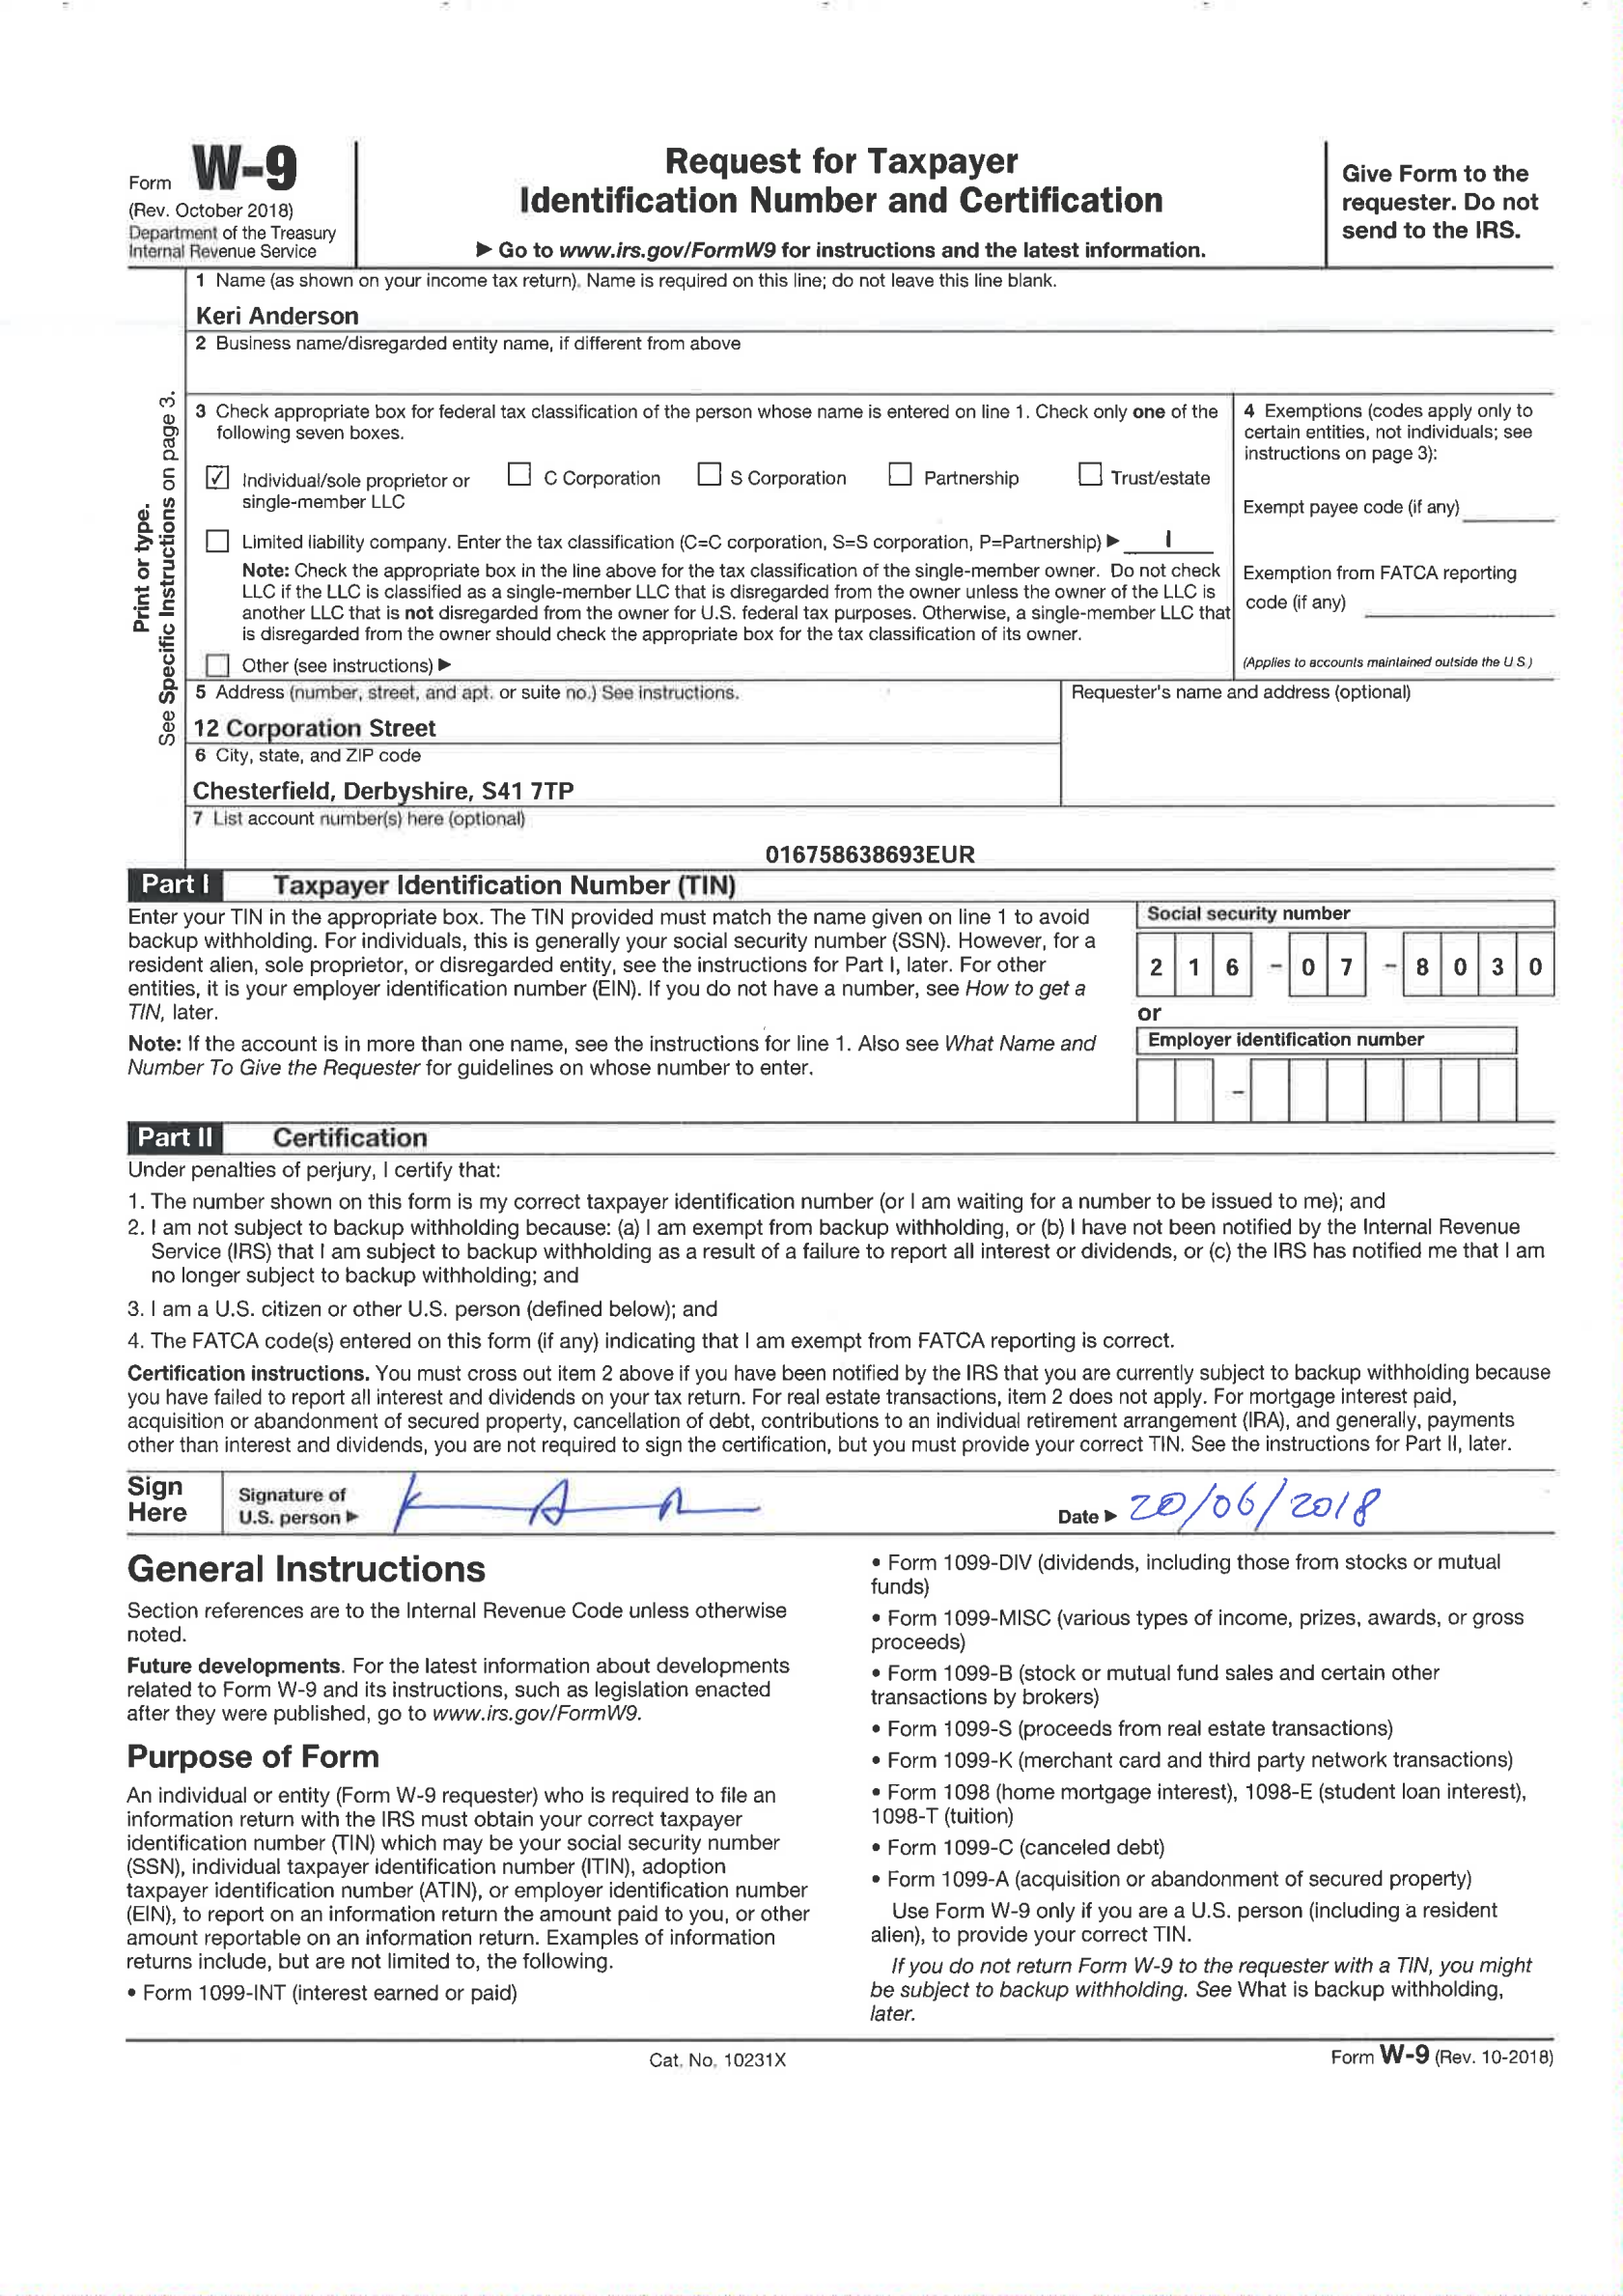 Form W-9
(Rev. October 2018)
Department of the Treasury
Internal Revenue Service
Request for Taxpayer
Identification Number and Certification
▶ Go to www.irs.gov/FormW9 for instructions and the latest information.
Give Form to the
requester. Do not
send to the IRS.
Print or type.
See Specific Instructions on page 3.
1 Name (as shown on your income tax return). Name is required on this line; do not leave this line blank.
Keri Anderson
2 Business name/disregarded entity name, if different from above
3 Check appropriate box for federal tax classification of the person whose name is entered on line 1. Check only one of the
following seven boxes.
☑ Individual/sole proprietor or
single-member LLC
☐ C Corporation ☐ S Corporation ☐ Partnership ☐ Trust/estate
☐ Limited liability company. Enter the tax classification (C=C corporation, S=S corporation, P=Partnership) ▶ I
Note: Check the appropriate box in the line above for the tax classification of the single-member owner. Do not check
LLC if the LLC is classified as a single-member LLC that is disregarded from the owner unless the owner of the LLC is
another LLC that is not disregarded from the owner for U.S. federal tax purposes. Otherwise, a single-member LLC that
is disregarded from the owner should check the appropriate box for the tax classification of its owner.
☐ Other (see instructions) ▶
4 Exemptions (codes apply only to
certain entities, not individuals; see
instructions on page 3):
Exempt payee code (if any)
Exemption from FATCA reporting
code (if any)
(Applies to accounts maintained outside the U.S.)
5 Address (number, street, and apt. or suite no.) See instructions.
12 Corporation Street
6 City, state, and ZIP code
Chesterfield, Derbyshire, S41 7TP
Requester's name and address (optional)
7 List account number(s) here (optional)
016758638693EUR
Part I Taxpayer Identification Number (TIN)
Enter your TIN in the appropriate box. The TIN provided must match the name given on line 1 to avoid
backup withholding. For individuals, this is generally your social security number (SSN). However, for a
resident alien, sole proprietor, or disregarded entity, see the instructions for Part I, later. For other
entities, it is your employer identification number (EIN). If you do not have a number, see How to get a
TIN, later.
Note: If the account is in more than one name, see the instructions for line 1. Also see What Name and
Number To Give the Requester for guidelines on whose number to enter.
Social security number
2 1 6 - 0 7 - 8 0 3 0
or
Employer identification number
-
Part II Certification
Under penalties of perjury, I certify that:
1. The number shown on this form is my correct taxpayer identification number (or I am waiting for a number to be issued to me); and
2. I am not subject to backup withholding because: (a) I am exempt from backup withholding, or (b) I have not been notified by the Internal Revenue
Service (IRS) that I am subject to backup withholding as a result of a failure to report all interest or dividends, or (c) the IRS has notified me that I am
no longer subject to backup withholding; and
3. I am a U.S. citizen or other U.S. person (defined below); and
4. The FATCA code(s) entered on this form (if any) indicating that I am exempt from FATCA reporting is correct.
Certification instructions. You must cross out item 2 above if you have been notified by the IRS that you are currently subject to backup withholding because
you have failed to report all interest and dividends on your tax return. For real estate transactions, item 2 does not apply. For mortgage interest paid,
acquisition or abandonment of secured property, cancellation of debt, contributions to an individual retirement arrangement (IRA), and generally, payments
other than interest and dividends, you are not required to sign the certification, but you must provide your correct TIN. See the instructions for Part II, later.
Sign
Here
Signature of
U.S. person ▶
Date ▶ 20/06/2018
General Instructions
Section references are to the Internal Revenue Code unless otherwise
noted.
Future developments. For the latest information about developments
related to Form W-9 and its instructions, such as legislation enacted
after they were published, go to www.irs.gov/FormW9.
Purpose of Form
An individual or entity (Form W-9 requester) who is required to file an
information return with the IRS must obtain your correct taxpayer
identification number (TIN) which may be your social security number
(SSN), individual taxpayer identification number (ITIN), adoption
taxpayer identification number (ATIN), or employer identification number
(EIN), to report on an information return the amount paid to you, or other
amount reportable on an information return. Examples of information
returns include, but are not limited to, the following.
• Form 1099-INT (interest earned or paid)
• Form 1099-DIV (dividends, including those from stocks or mutual
funds)
• Form 1099-MISC (various types of income, prizes, awards, or gross
proceeds)
• Form 1099-B (stock or mutual fund sales and certain other
transactions by brokers)
• Form 1099-S (proceeds from real estate transactions)
• Form 1099-K (merchant card and third party network transactions)
• Form 1098 (home mortgage interest), 1098-E (student loan interest),
1098-T (tuition)
• Form 1099-C (canceled debt)
• Form 1099-A (acquisition or abandonment of secured property)
Use Form W-9 only if you are a U.S. person (including a resident
alien), to provide your correct TIN.
If you do not return Form W-9 to the requester with a TIN, you might
be subject to backup withholding. See What is backup withholding,
later.
Cat. No. 10231X
Form W-9 (Rev. 10-2018)